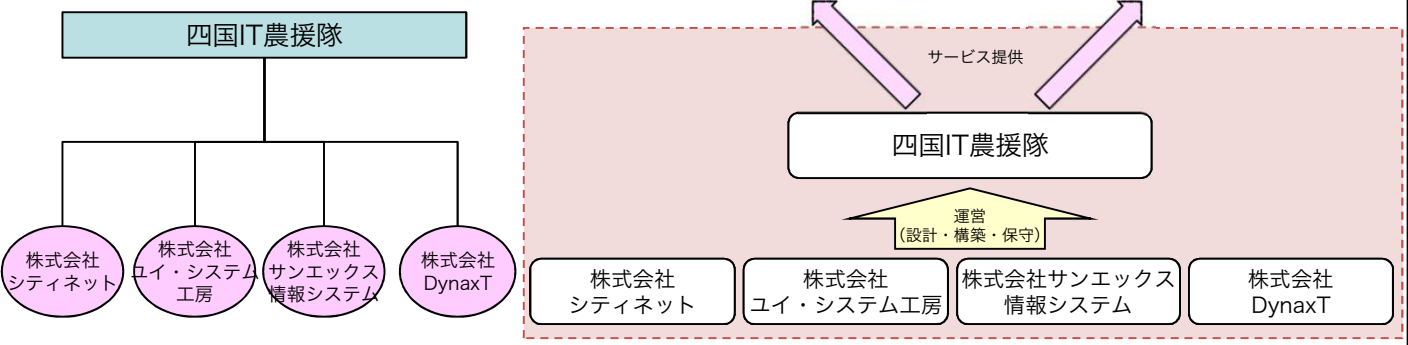 四国IT農援隊
株式会社
シティネット
株式会社
ユイ・システム
工房
株式会社
サンエックス
情報システム
株式会社
DynaxT
サービス提供
四国IT農援隊
運営
（設計・構築・保守）
株式会社
シティネット
株式会社
ユイ・システム工房
株式会社サンエックス
情報システム
株式会社
DynaxT